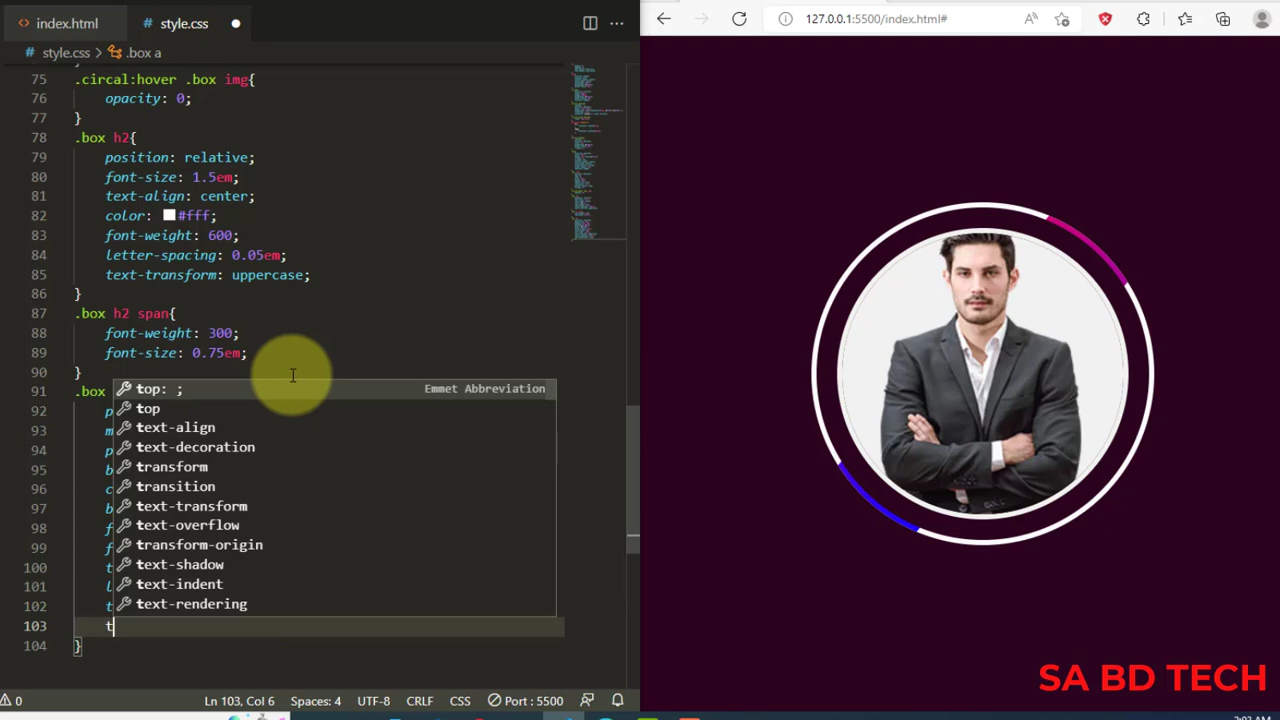 index.html
style.css
127.0.0.1:5500/index.html#
style.css > .box a
75 .circal:hover .box img{
76 opacity: 0;
77 }
78 .box h2{
79 position: relative;
80 font-size: 1.5em;
81 text-align: center;
82 color: #fff;
83 font-weight: 600;
84 letter-spacing: 0.05em;
85 text-transform: uppercase;
86 }
87 .box h2 span{
88 font-weight: 300;
89 font-size: 0.75em;
90 }
91 .box
top: ; Emmet Abbreviation
92 p
top
93 m
text-align
94 p
text-decoration
95 b
transform
96 c
transition
97 b
text-transform
98 f
text-overflow
99 f
transform-origin
100 t
text-shadow
101 l
text-indent
102 t
text-rendering
103 t
104 }
SA BD TECH
0 Ln 103, Col 6 Spaces: 4 UTF-8 CRLF CSS Port : 5500